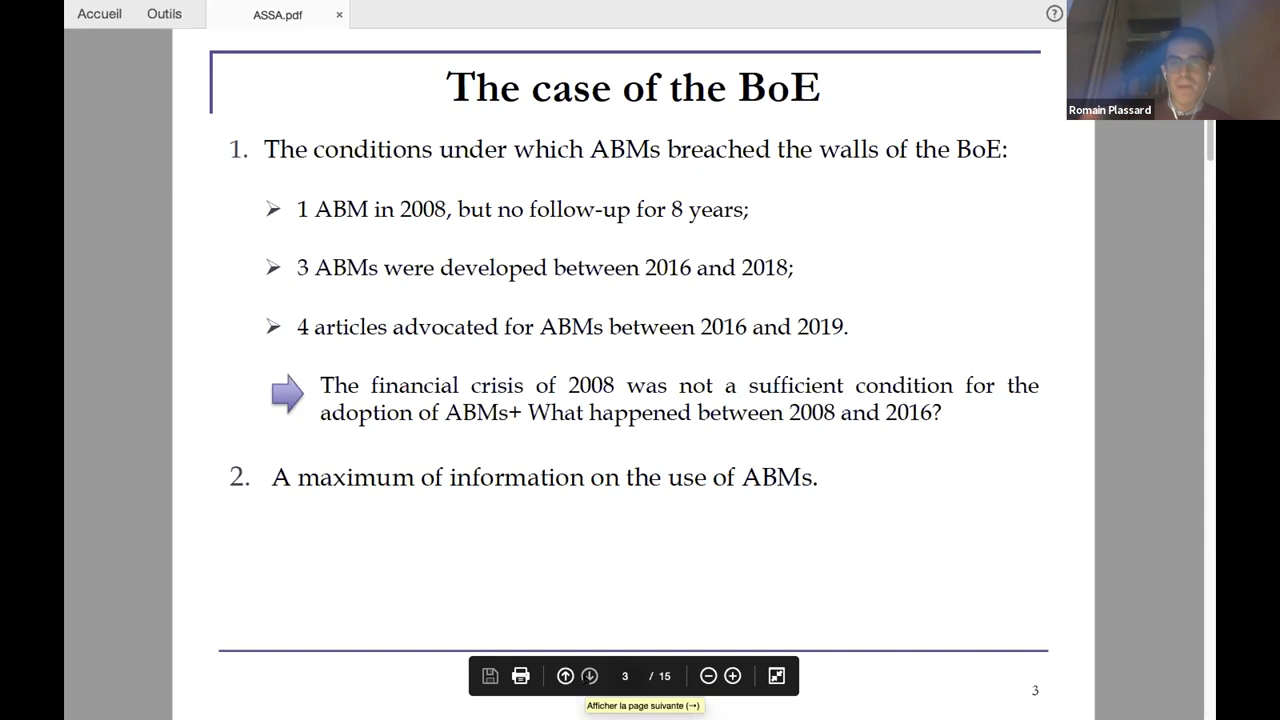 Accueil
Outils
ASSA.pdf
×
?
Romain Plassard
The case of the BoE
1. The conditions under which ABMs breached the walls of the BoE:
➢ 1 ABM in 2008, but no follow-up for 8 years;
➢ 3 ABMs were developed between 2016 and 2018;
➢ 4 articles advocated for ABMs between 2016 and 2019.
The financial crisis of 2008 was not a sufficient condition for the
adoption of ABMs+ What happened between 2008 and 2016?
2. A maximum of information on the use of ABMs.
3 / 15
Afficher la page suivante (→)
3